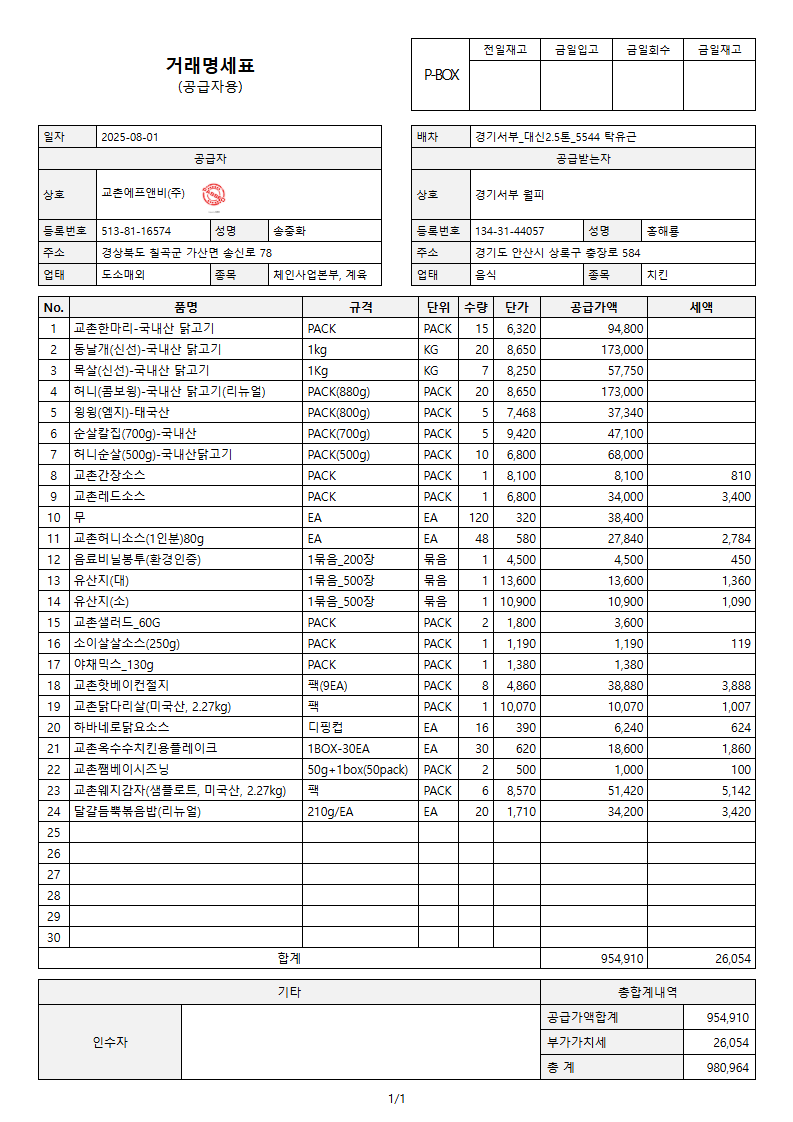 거래명세표
(공급자용)
P-BOX 전일재고 금일입고 금일회수 금일재고
일자 2025-08-01
공급자
상호 교촌에프앤비(주)
등록번호 513-81-16574 성명 송중화
주소 경상북도 칠곡군 가산면 송신로 78
업태 도소매외 종목 체인사업본부, 계육
배차 경기서부_대신2.5톤_5544 탁유근
공급받는자
상호 경기서부 월피
등록번호 134-31-44057 성명 홍해룡
주소 경기도 안산시 상록구 충장로 584
업태 음식 종목 치킨
No. 품명 규격 단위 수량 단가 공급가액 세액
1 교촌한마리-국내산 닭고기 PACK PACK 15 6,320 94,800
2 동날개(신선)-국내산 닭고기 1kg KG 20 8,650 173,000
3 목살(신선)-국내산 닭고기 1Kg KG 7 8,250 57,750
4 허니(콤보윙)-국내산 닭고기(리뉴얼) PACK(880g) PACK 20 8,650 173,000
5 윙윙(엠지)-태국산 PACK(800g) PACK 5 7,468 37,340
6 순살칼집(700g)-국내산 PACK(700g) PACK 5 9,420 47,100
7 허니순살(500g)-국내산닭고기 PACK(500g) PACK 10 6,800 68,000
8 교촌간장소스 PACK PACK 1 8,100 8,100 810
9 교촌레드소스 PACK PACK 1 6,800 34,000 3,400
10 무 EA EA 120 320 38,400
11 교촌허니소스(1인분)80g EA EA 48 580 27,840 2,784
12 음료비닐봉투(환경인증) 1묶음_200장 묶음 1 4,500 4,500 450
13 유산지(대) 1묶음_500장 묶음 1 13,600 13,600 1,360
14 유산지(소) 1묶음_500장 묶음 1 10,900 10,900 1,090
15 교촌샐러드_60G PACK PACK 2 1,800 3,600
16 소이살살소스(250g) PACK PACK 1 1,190 1,190 119
17 야채믹스_130g PACK PACK 1 1,380 1,380
18 교촌핫베이컨절지 팩(9EA) PACK 8 4,860 38,880 3,888
19 교촌닭다리살(미국산, 2.27kg) 팩 PACK 1 10,070 10,070 1,007
20 하바네로닭요소스 디핑컵 EA 16 390 6,240 624
21 교촌옥수수치킨용플레이크 1BOX-30EA EA 30 620 18,600 1,860
22 교촌쨈베이시즈닝 50g+1box(50pack) PACK 2 500 1,000 100
23 교촌웨지감자(샘플로트, 미국산, 2.27kg) 팩 PACK 6 8,570 51,420 5,142
24 달걀듬뿍볶음밥(리뉴얼) 210g/EA EA 20 1,710 34,200 3,420
25
26
27
28
29
30
합계 954,910 26,054
기타 총합계내역
인수자
공급가액합계 954,910
부가가치세 26,054
총 계 980,964
1/1